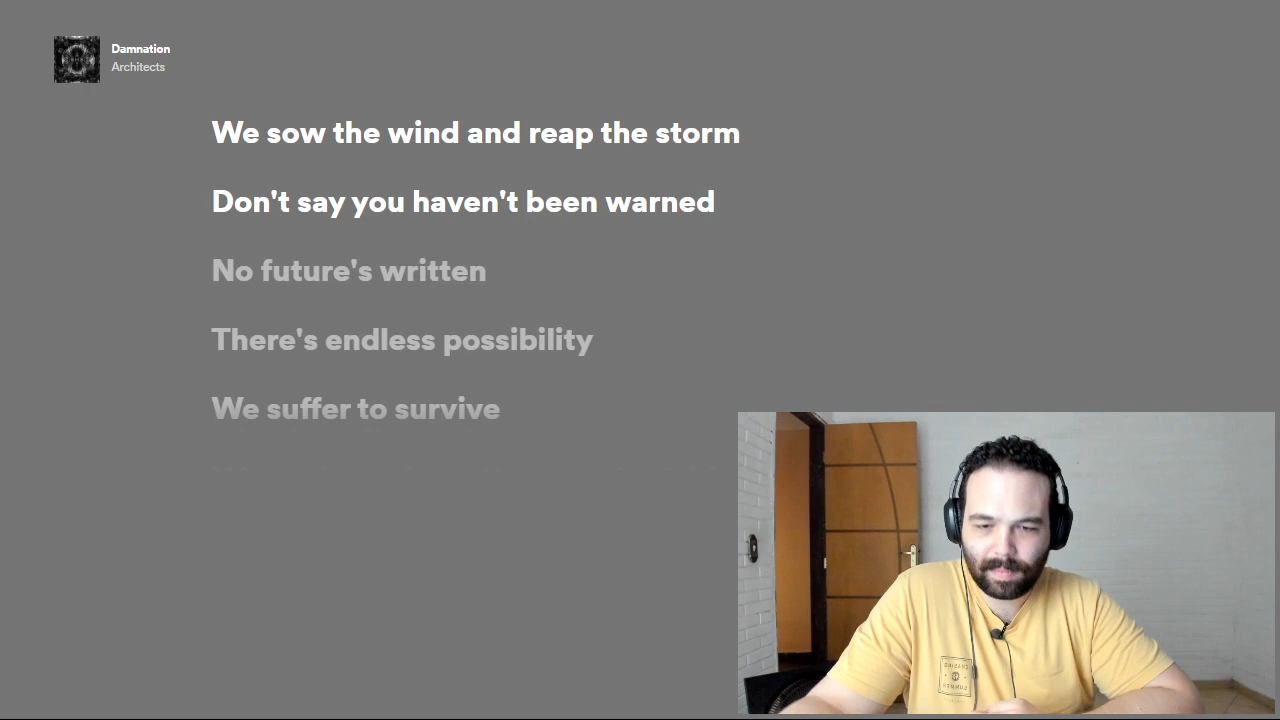 Damnation
Architects
We sow the wind and reap the storm
Don't say you haven't been warned
No future's written
There's endless possibility
We suffer to survive